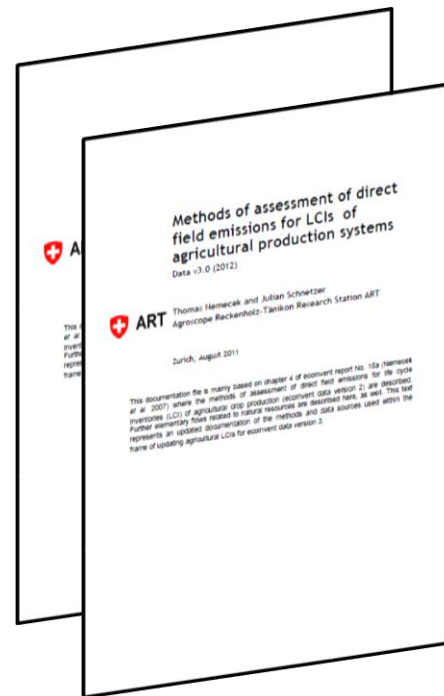 Methods of assessment of direct
field emissions for LCIs of
agricultural production systems
Data v3.0 (2012)
ART
Thomas Nemecek and Julian Schnetzer
Agroscope Reckenholz-Tänikon Research Station ART
Zurich, August 2011
This documentation file is mainly based on chapter 4 of ecoinvent report No. 15a (Nemecek
et al. 2007) where the methods of assessment of direct field emissions for life cycle
inventories (LCI) of agricultural crop production (ecoinvent data version 2) are described.
Further elementary flows related to natural resources are described here, as well. This text
represents an updated documentation of the methods and data sources used within the
frame of updating agricultural LCIs for ecoinvent data version 3.